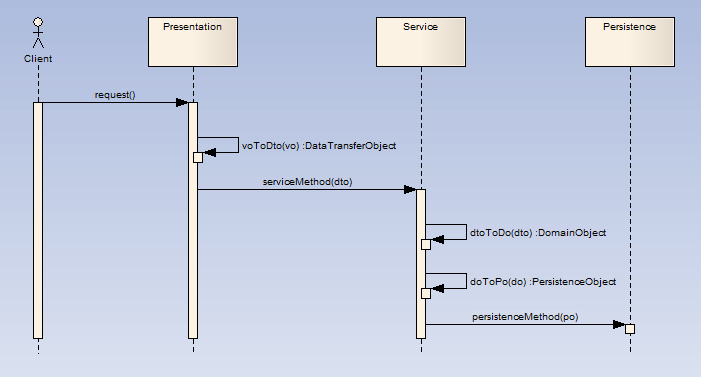 Presentation
Service
Persistence
Client
request()
voToDto(vo) :DataTransferObject
serviceMethod(dto)
dtoToDo(dto) :DomainObject
doToPo(do) :PersistenceObject
persistenceMethod(po)